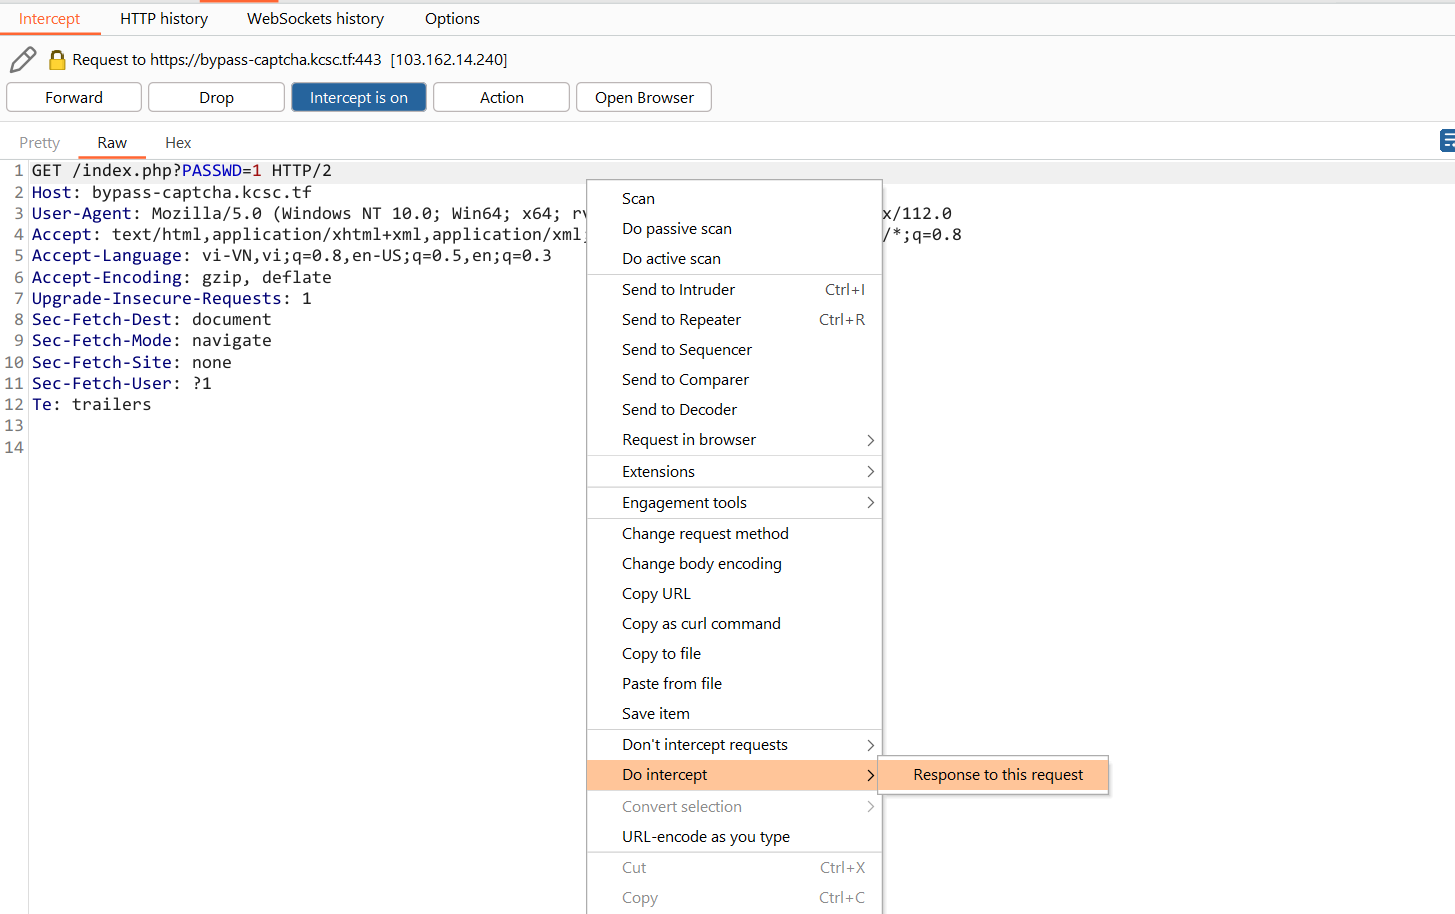 Intercept HTTP history WebSockets history Options
Request to https://bypass-captcha.kcsc.tf:443 [103.162.14.240]
Forward Drop Intercept is on Action Open Browser
Pretty Raw Hex
1 GET /index.php?PASSWD=1 HTTP/2
2 Host: bypass-captcha.kcsc.tf
3 User-Agent: Mozilla/5.0 (Windows NT 10.0; Win64; x64; x/112.0
4 Accept: text/html,application/xhtml+xml,application/xml; /*;q=0.8
5 Accept-Language: vi-VN,vi;q=0.8,en-US;q=0.5,en;q=0.3
6 Accept-Encoding: gzip, deflate
7 Upgrade-Insecure-Requests: 1
8 Sec-Fetch-Dest: document
9 Sec-Fetch-Mode: navigate
10 Sec-Fetch-Site: none
11 Sec-Fetch-User: ?1
12 Te: trailers
13
14
Scan
Do passive scan
Do active scan
Send to Intruder Ctrl+I
Send to Repeater Ctrl+R
Send to Sequencer
Send to Comparer
Send to Decoder
Request in browser
Extensions
Engagement tools
Change request method
Change body encoding
Copy URL
Copy as curl command
Copy to file
Paste from file
Save item
Don't intercept requests
Do intercept
Response to this request
Convert selection
URL-encode as you type
Cut Ctrl+X
Copy Ctrl+C